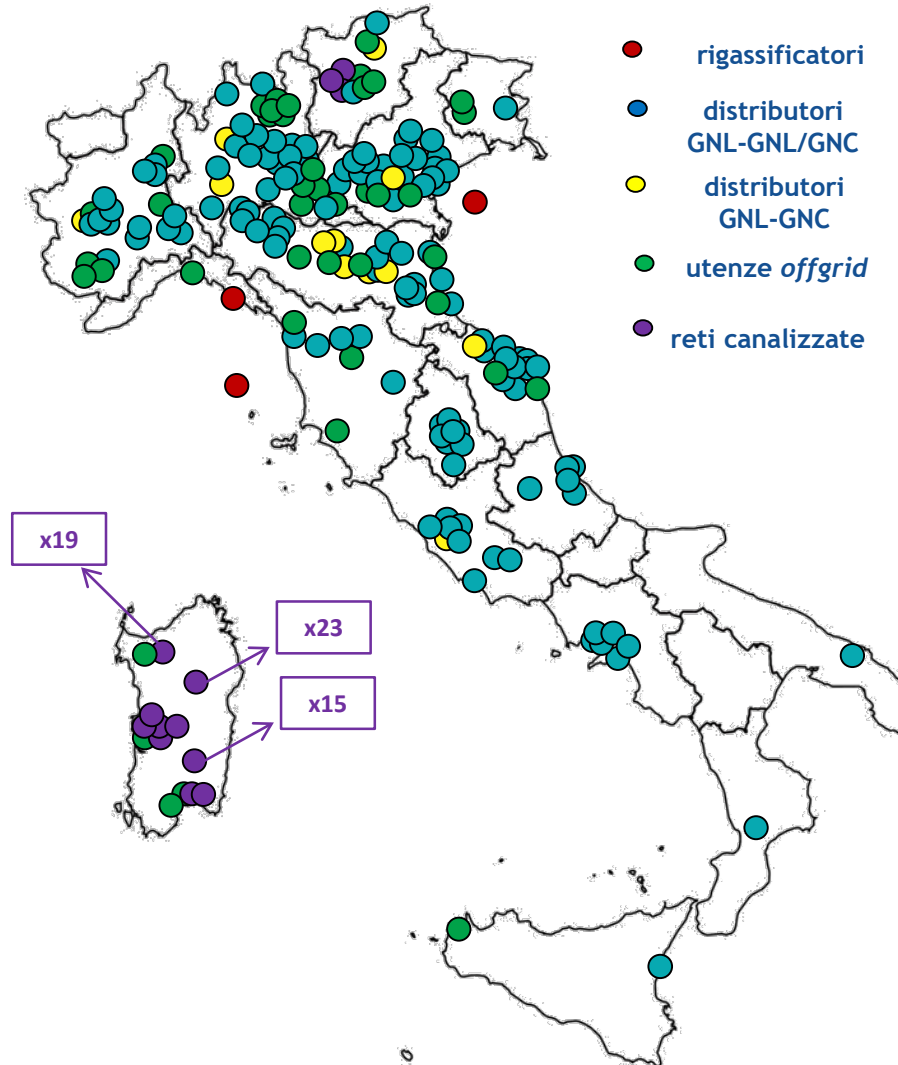 rigassificatori
distributori
GNL-GNL/GNC
distributori
GNL-GNC
utenze offgrid
reti canalizzate
x19
x23
x15